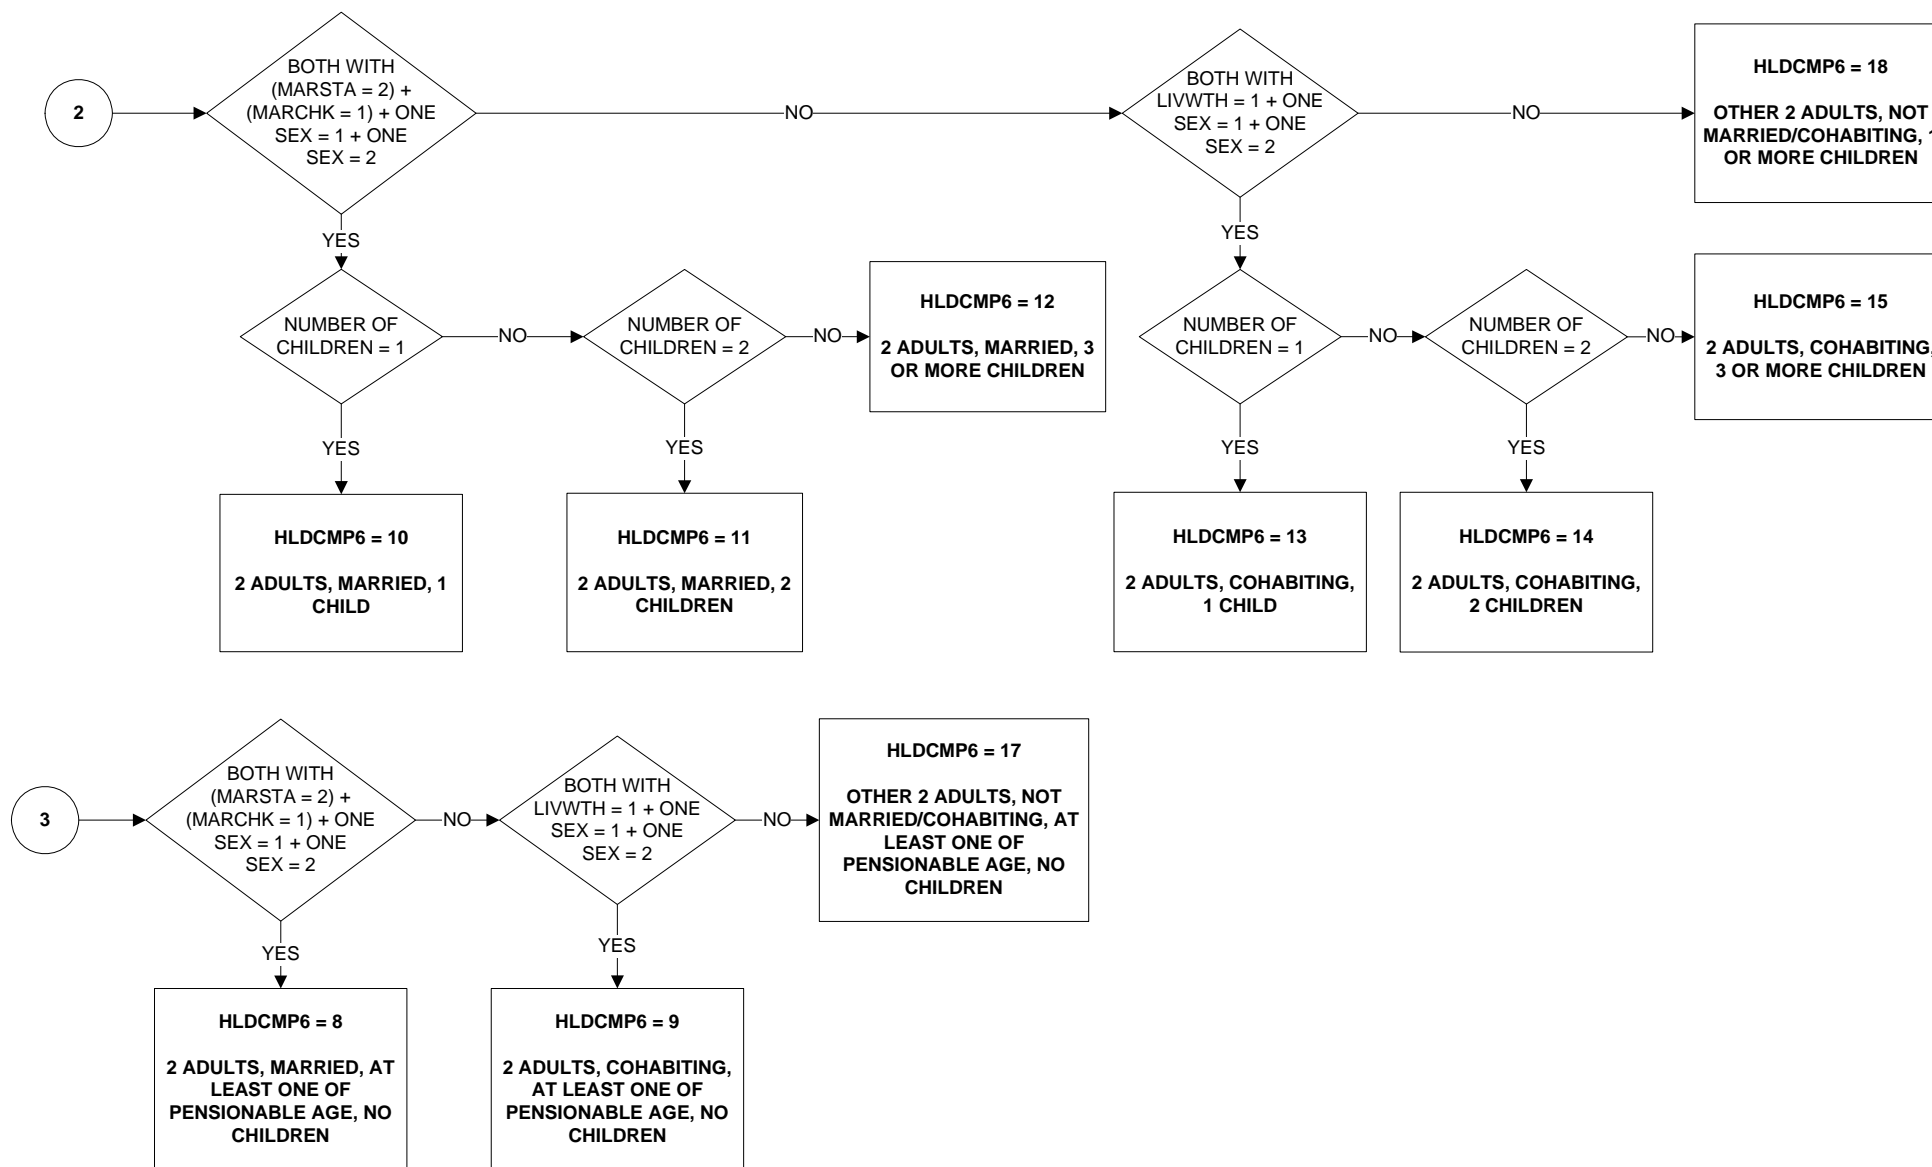 2
BOTH WITH
(MARSTA = 2) +
(MARCHK = 1) + ONE
SEX = 1 + ONE
SEX = 2
NO
BOTH WITH
LIVWTH = 1 + ONE
SEX = 1 + ONE
SEX = 2
NO
HLDCMP6 = 18
OTHER 2 ADULTS, NOT
MARRIED/COHABITING, 1
OR MORE CHILDREN
YES
YES
NUMBER OF
CHILDREN = 1
NO
NUMBER OF
CHILDREN = 2
NO
HLDCMP6 = 12
2 ADULTS, MARRIED, 3
OR MORE CHILDREN
NUMBER OF
CHILDREN = 1
NO
NUMBER OF
CHILDREN = 2
NO
HLDCMP6 = 15
2 ADULTS, COHABITING,
3 OR MORE CHILDREN
YES
YES
YES
YES
HLDCMP6 = 10
2 ADULTS, MARRIED, 1
CHILD
HLDCMP6 = 11
2 ADULTS, MARRIED, 2
CHILDREN
HLDCMP6 = 13
2 ADULTS, COHABITING,
1 CHILD
HLDCMP6 = 14
2 ADULTS, COHABITING,
2 CHILDREN
3
BOTH WITH
(MARSTA = 2) +
(MARCHK = 1) + ONE
SEX = 1 + ONE
SEX = 2
NO
BOTH WITH
LIVWTH = 1 + ONE
SEX = 1 + ONE
SEX = 2
NO
HLDCMP6 = 17
OTHER 2 ADULTS, NOT
MARRIED/COHABITING, AT
LEAST ONE OF
PENSIONABLE AGE, NO
CHILDREN
YES
YES
HLDCMP6 = 8
2 ADULTS, MARRIED, AT
LEAST ONE OF
PENSIONABLE AGE, NO
CHILDREN
HLDCMP6 = 9
2 ADULTS, COHABITING,
AT LEAST ONE OF
PENSIONABLE AGE, NO
CHILDREN